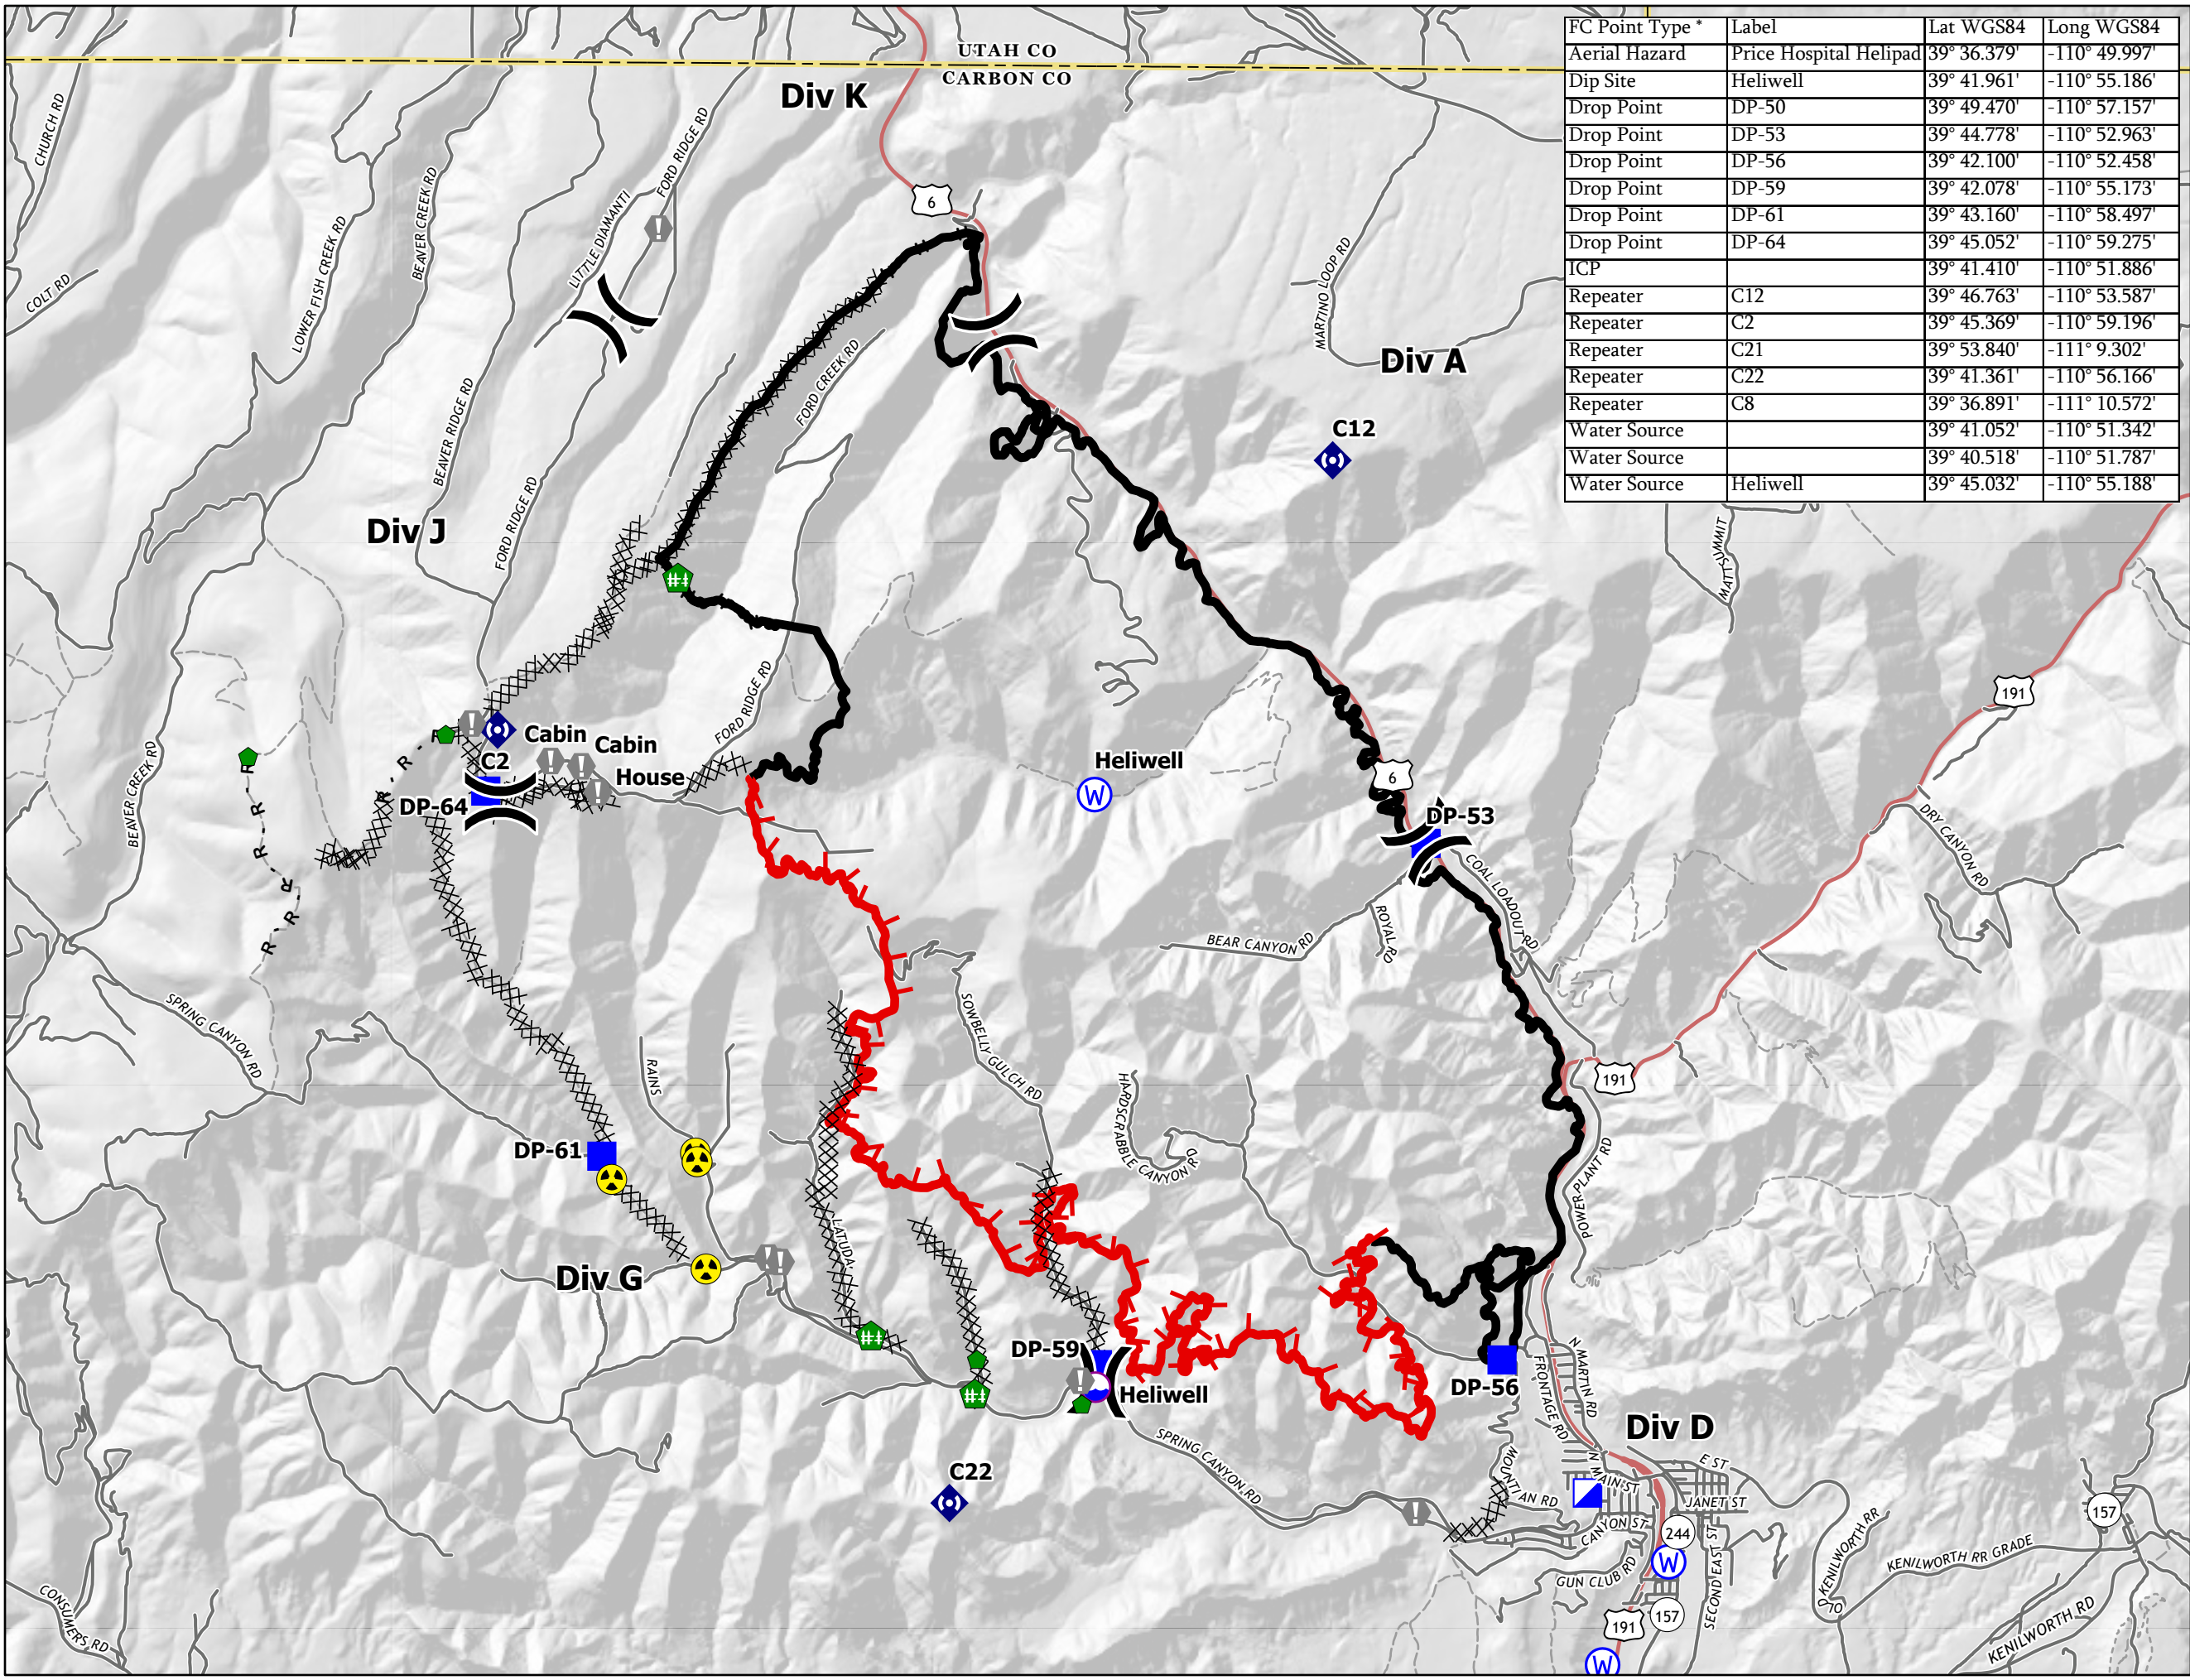 FC Point Type * Label Lat WGS84 Long WGS84
Aerial Hazard Price Hospital Helipad 39° 36.379' -110° 49.997'
Dip Site Heliwell 39° 41.961' -110° 55.186'
Drop Point DP-50 39° 49.470' -110° 57.157'
Drop Point DP-53 39° 44.778' -110° 52.963'
Drop Point DP-56 39° 42.100' -110° 52.458'
Drop Point DP-59 39° 42.078' -110° 55.173'
Drop Point DP-61 39° 43.160' -110° 58.497'
Drop Point DP-64 39° 45.052' -110° 59.275'
ICP 39° 41.410' -110° 51.886'
Repeater C12 39° 46.763' -110° 53.587'
Repeater C2 39° 45.369' -110° 59.196'
Repeater C21 39° 53.840' -111° 9.302'
Repeater C22 39° 41.361' -110° 56.166'
Repeater C8 39° 36.891' -111° 10.572'
Water Source 39° 41.052' -110° 51.342'
Water Source 39° 40.518' -110° 51.787'
Water Source Heliwell 39° 45.032' -110° 55.188'
UTAH CO
CARBON CO
Div K
CHURCH RD
FORD RIDGE RD
BEAVER CREEK RD
LITTLE DIAMANTI
6
LOWER FISH CREEK RD
COLT RD
MARTINO LOOP RD
Div A
FORD CREEK RD
BEAVER RIDGE RD
C12
Div J
FORD RIDGE RD
MATT SUMMIT
191
FORD RIDGE RD
Cabin
Cabin
C2
House
Heliwell
W
6
BEAVER CREEK RD
DP-64
DP-53
R R R R R R
R R R
DRY CANYON RD
COAL LOADOUT RD
ROYAL RD
BEAR CANYON RD
SPRING CANYON RD
SOWBELLY GULCH RD
RAINS
191
HARDSCRABBLE CANYON RD
DP-61
POWER PLANT RD
LATUDA
Div G
DP-59
Heliwell
DP-56
FRONTAGE RD
N MARTIN RD
Div D
SPRING CANYON RD
C22
N MAIN ST
E ST
MOUNTIAN RD
JANET ST
CANYON ST
244
157
W
GUN CLUB RD
SECOND EAST ST
OLD KENILWORTH RR
KENILWORTH RR GRADE
157
191
KENILWORTH RD
CONSUMERS RD
W